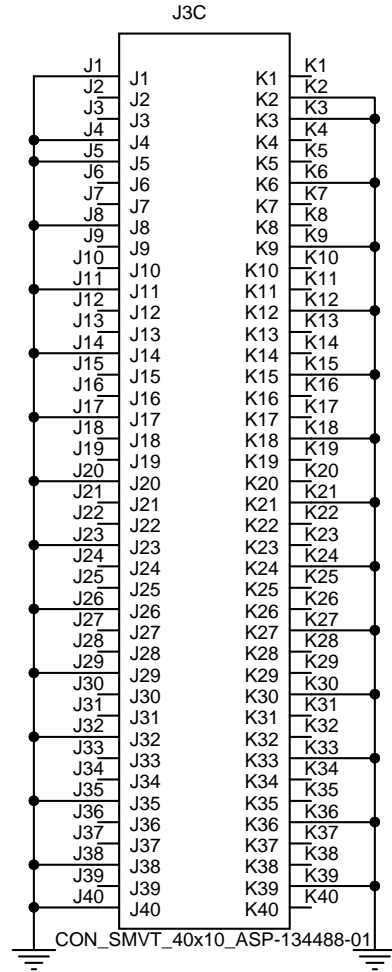 J3C
J1 J1 K1 K1
J2 J2 K2 K2
J3 J3 K3 K3
J4 J4 K4 K4
J5 J5 K5 K5
J6 J6 K6 K6
J7 J7 K7 K7
J8 J8 K8 K8
J9 J9 K9 K9
J10 J10 K10 K10
J11 J11 K11 K11
J12 J12 K12 K12
J13 J13 K13 K13
J14 J14 K14 K14
J15 J15 K15 K15
J16 J16 K16 K16
J17 J17 K17 K17
J18 J18 K18 K18
J19 J19 K19 K19
J20 J20 K20 K20
J21 J21 K21 K21
J22 J22 K22 K22
J23 J23 K23 K23
J24 J24 K24 K24
J25 J25 K25 K25
J26 J26 K26 K26
J27 J27 K27 K27
J28 J28 K28 K28
J29 J29 K29 K29
J30 J30 K30 K30
J31 J31 K31 K31
J32 J32 K32 K32
J33 J33 K33 K33
J34 J34 K34 K34
J35 J35 K35 K35
J36 J36 K36 K36
J37 J37 K37 K37
J38 J38 K38 K38
J39 J39 K39 K39
J40 J40 K40 K40
CON_SMVT_40x10_ASP-134488-01